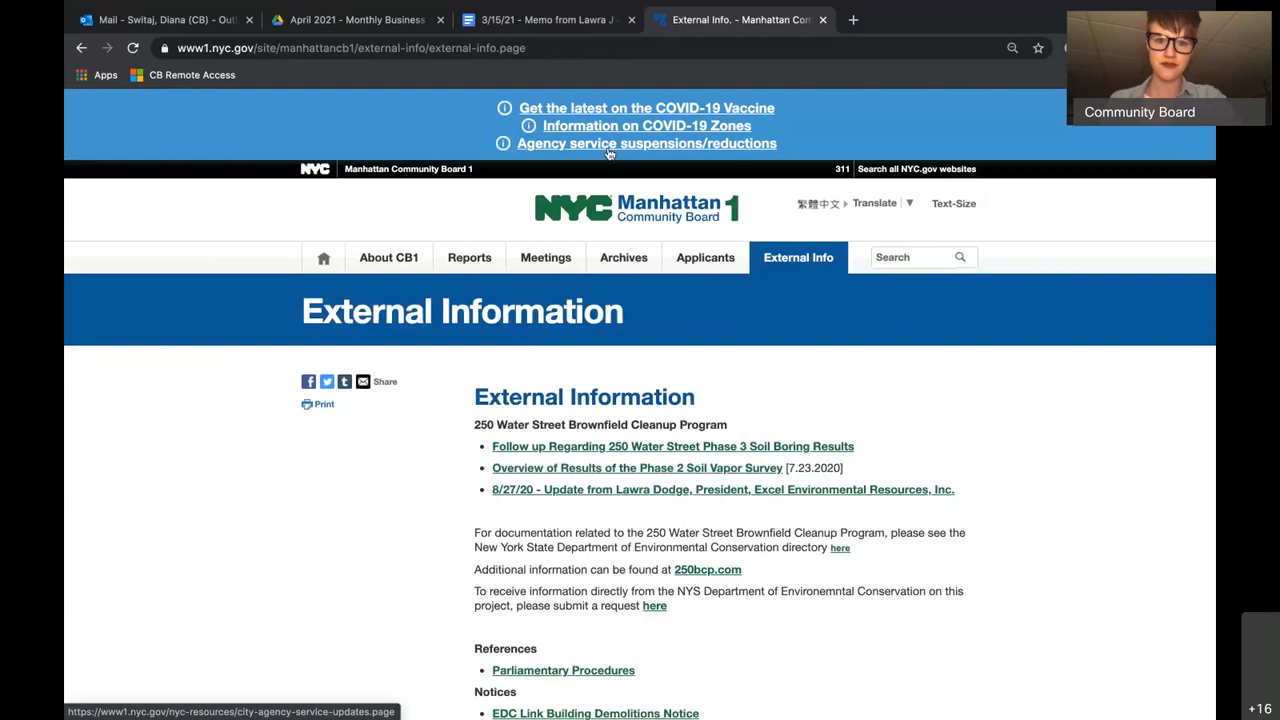 Mail - Switaj, Diana (CB) - Outl
April 2021 - Monthly Business
3/15/21 - Memo from Lawra J -
External Info. - Manhattan Com
www1.nyc.gov/site/manhattancb1/external-info/external-info.page
Apps
CB Remote Access
Community Board
Get the latest on the COVID-19 Vaccine
Information on COVID-19 Zones
Agency service suspensions/reductions
NYC Manhattan Community Board 1
311 Search all NYC.gov websites
NYC Manhattan 1
Community Board
繁體中文 Translate ▼ Text-Size
About CB1 Reports Meetings Archives Applicants External Info Search
External Information
Share
Print
External Information
250 Water Street Brownfield Cleanup Program
• Follow up Regarding 250 Water Street Phase 3 Soil Boring Results
• Overview of Results of the Phase 2 Soil Vapor Survey [7.23.2020]
• 8/27/20 - Update from Lawra Dodge, President, Excel Environmental Resources, Inc.
For documentation related to the 250 Water Street Brownfield Cleanup Program, please see the
New York State Department of Environmental Conservation directory here
Additional information can be found at 250bcp.com
To receive information directly from the NYS Department of Environemntal Conservation on this
project, please submit a request here
References
• Parliamentary Procedures
Notices
• EDC Link Building Demolitions Notice
https://www1.nyc.gov/nyc-resources/city-agency-service-updates.page
+16